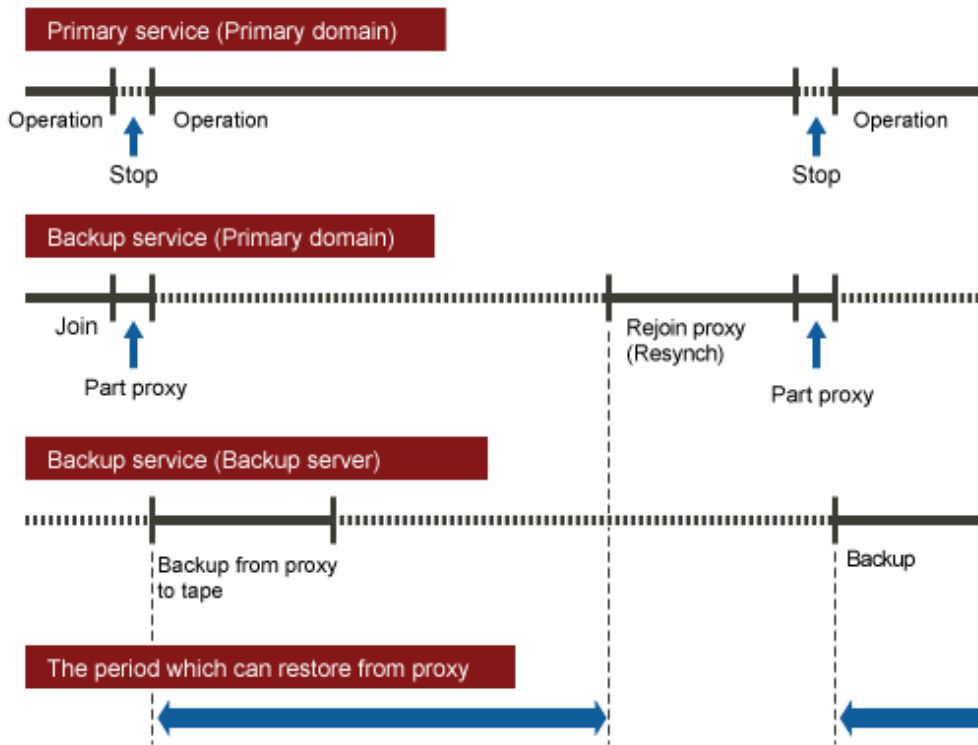 Primary service (Primary domain)
Operation
Operation
Operation
Stop
Stop
Backup service (Primary domain)
Join
Rejoin proxy
(Resynch)
Part proxy
Part proxy
Backup service (Backup server)
Backup from proxy
to tape
Backup
The period which can restore from proxy